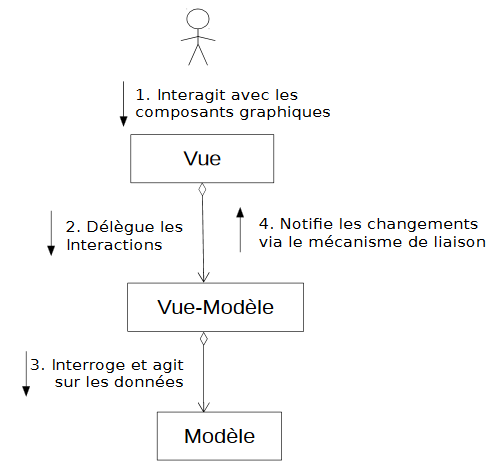 1. Interagit avec les
composants graphiques
Vue
2. Délègue les
Interactions
4. Notifie les changements
via le mécanisme de liaison
Vue-Modèle
3. Interroge et agit
sur les données
Modèle